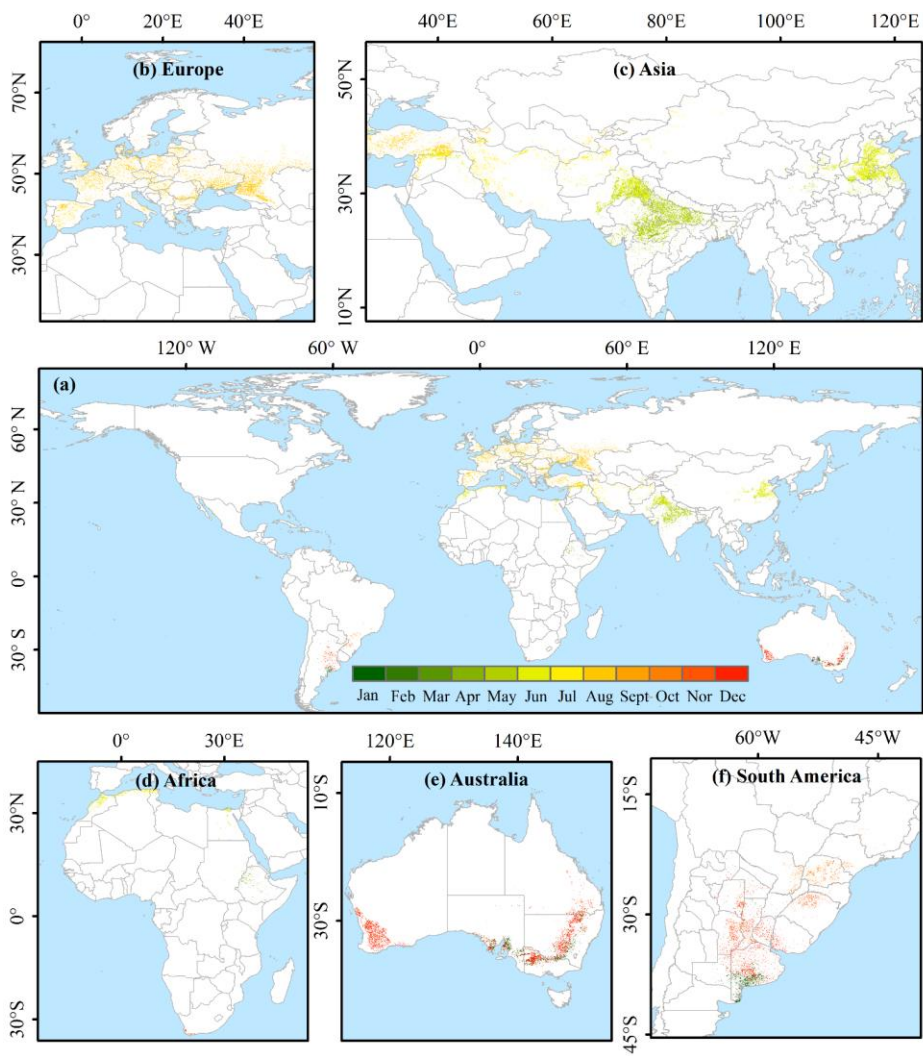 0° 20°E 40°E
40°E 60°E 80°E 100°E 120°E
(b) Europe
(c) Asia
70°N
50°N
30°N
50°N
30°N
10°N
120° W 60°W 0° 60°E 120°E
(a)
60°N
30°N
0°
30°S
Jan Feb Mar Apr May Jun Jul Aug Sept Oct Nor Dec
0° 30°E
120°E 140°E
60°W 45°W
(d) Africa
(e) Australia
(f) South America
30°N
0°
30°S
10°S
30°S
15°S
30°S
45°S